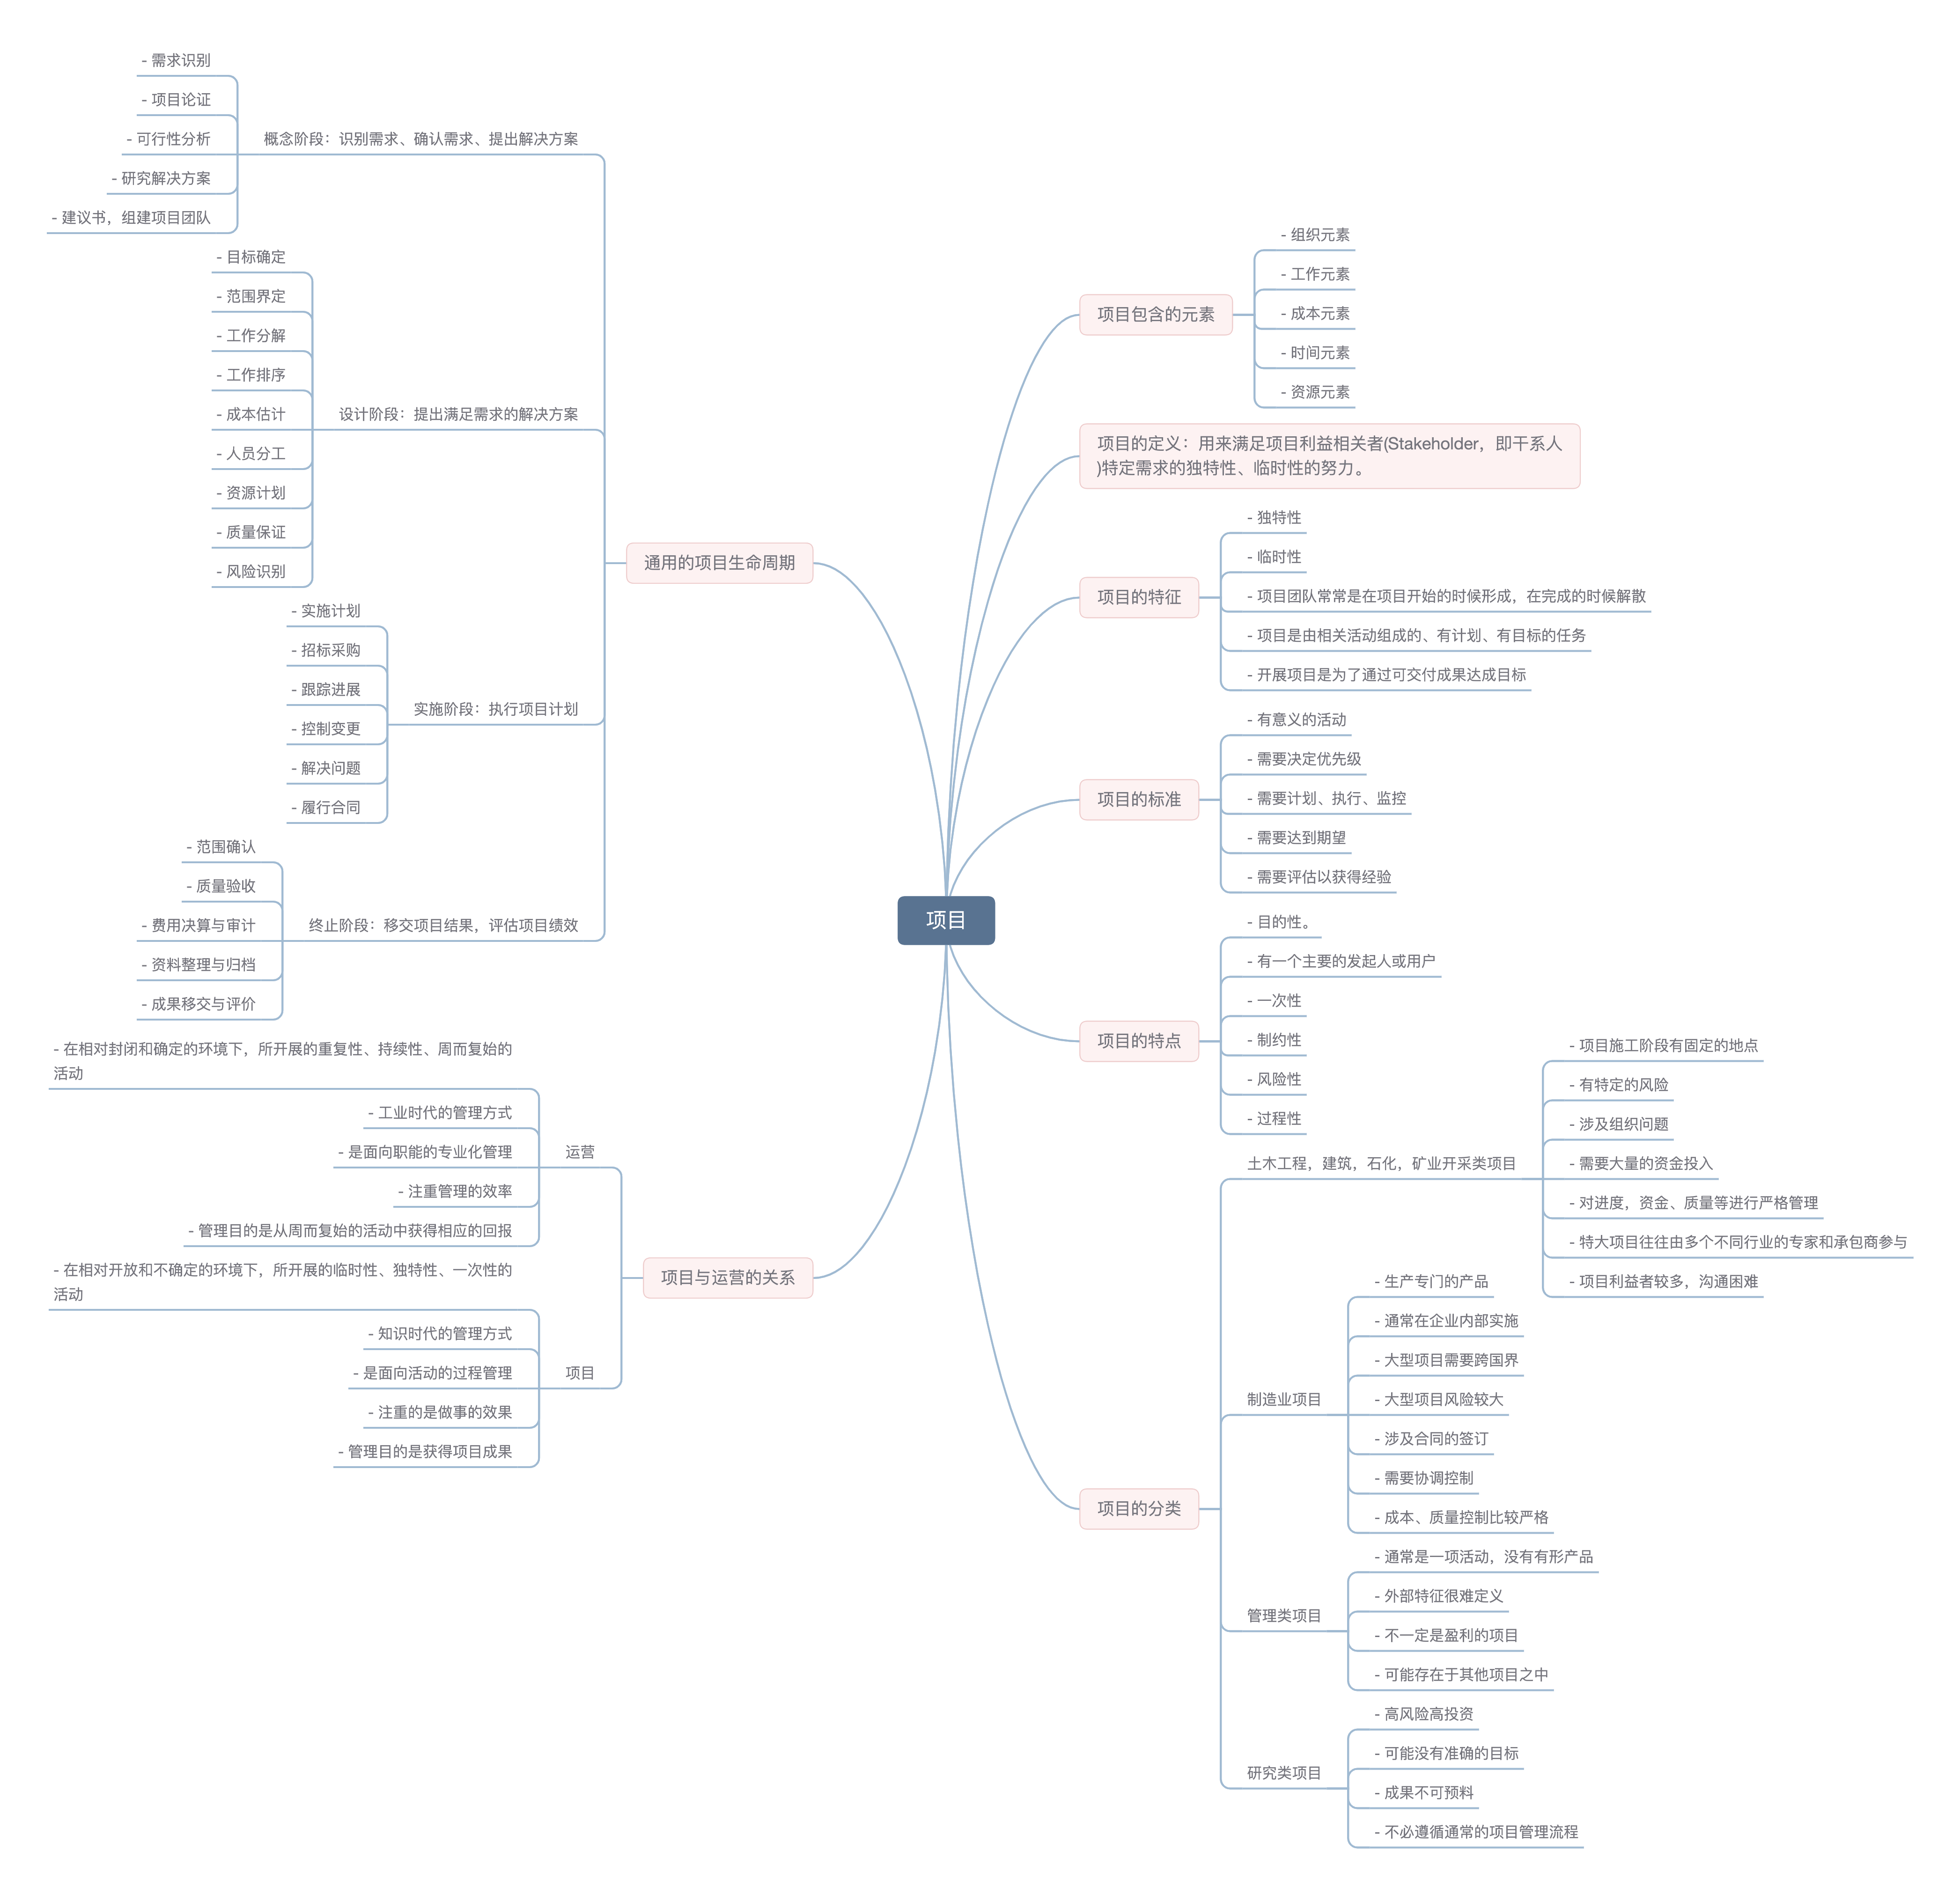 项目
项目包含的元素
- 组织元素
- 工作元素
- 成本元素
- 时间元素
- 资源元素
项目的定义：用来满足项目利益相关者(Stakeholder，即干系人
)特定需求的独特性、临时性的努力。
项目的特征
- 独特性
- 临时性
- 项目团队常常是在项目开始的时候形成，在完成的时候解散
- 项目是由相关活动组成的、有计划、有目标的任务
- 开展项目是为了通过可交付成果达成目标
项目的标准
- 有意义的活动
- 需要决定优先级
- 需要计划、执行、监控
- 需要达到期望
- 需要评估以获得经验
项目的特点
- 目的性。
- 有一个主要的发起人或用户
- 一次性
- 制约性
- 风险性
- 过程性
项目的分类
土木工程，建筑，石化，矿业开采类项目
- 项目施工阶段有固定的地点
- 有特定的风险
- 涉及组织问题
- 需要大量的资金投入
- 对进度，资金、质量等进行严格管理
- 特大项目往往由多个不同行业的专家和承包商参与
- 项目利益者较多，沟通困难
制造业项目
- 生产专门的产品
- 通常在企业内部实施
- 大型项目需要跨国界
- 大型项目风险较大
- 涉及合同的签订
- 需要协调控制
- 成本、质量控制比较严格
管理类项目
- 通常是一项活动，没有有形产品
- 外部特征很难定义
- 不一定是盈利的项目
- 可能存在于其他项目之中
研究类项目
- 高风险高投资
- 可能没有准确的目标
- 成果不可预料
- 不必遵循通常的项目管理流程
通用的项目生命周期
概念阶段：识别需求、确认需求、提出解决方案
- 需求识别
- 项目论证
- 可行性分析
- 研究解决方案
- 建议书，组建项目团队
设计阶段：提出满足需求的解决方案
- 目标确定
- 范围界定
- 工作分解
- 工作排序
- 成本估计
- 人员分工
- 资源计划
- 质量保证
- 风险识别
实施阶段：执行项目计划
- 实施计划
- 招标采购
- 跟踪进展
- 控制变更
- 解决问题
- 履行合同
终止阶段：移交项目结果，评估项目绩效
- 范围确认
- 质量验收
- 费用决算与审计
- 资料整理与归档
- 成果移交与评价
项目与运营的关系
运营
- 在相对封闭和确定的环境下，所开展的重复性、持续性、周而复始的
活动
- 工业时代的管理方式
- 是面向职能的专业化管理
- 注重管理的效率
- 管理目的是从周而复始的活动中获得相应的回报
项目
- 在相对开放和不确定的环境下，所开展的临时性、独特性、一次性的
活动
- 知识时代的管理方式
- 是面向活动的过程管理
- 注重的是做事的效果
- 管理目的是获得项目成果